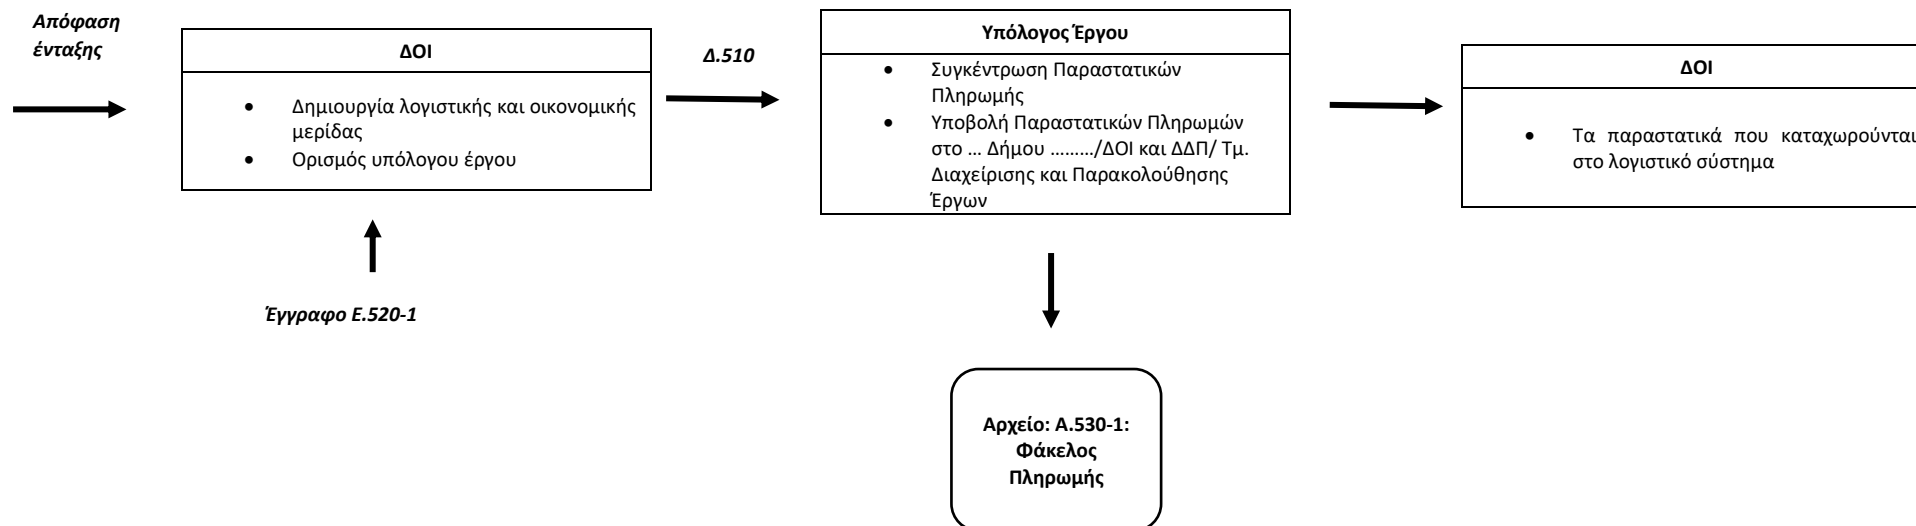 Απόφαση
ένταξης
ΔΟΙ
• Δημιουργία λογιστικής και οικονομικής
μερίδας
• Ορισμός υπόλογου έργου
Έγγραφο Ε.520-1
Δ.510
Υπόλογος Έργου
• Συγκέντρωση Παραστατικών
Πληρωμής
• Υποβολή Παραστατικών Πληρωμών
στο ... Δήμου ........./ΔΟΙ και ΔΔΠ/ Τμ.
Διαχείρισης και Παρακολούθησης
Έργων
Αρχείο: Α.530-1:
Φάκελος
Πληρωμής
ΔΟΙ
• Τα παραστατικά που καταχωρούνται
στο λογιστικό σύστημα